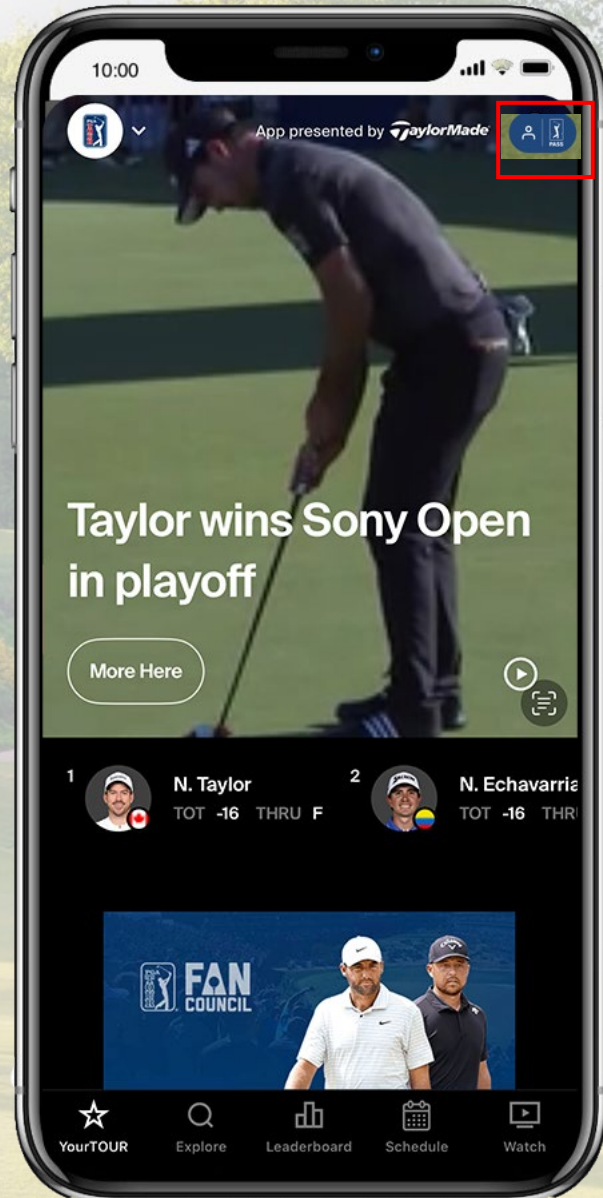 10:00
App presented by TaylorMade
PASS
Taylor wins Sony Open
in playoff
More Here
1 N. Taylor 2 N. Echavarria
TOT -16 THRU F TOT -16 THR
FAN
COUNCIL
YourTOUR Explore Leaderboard Schedule Watch